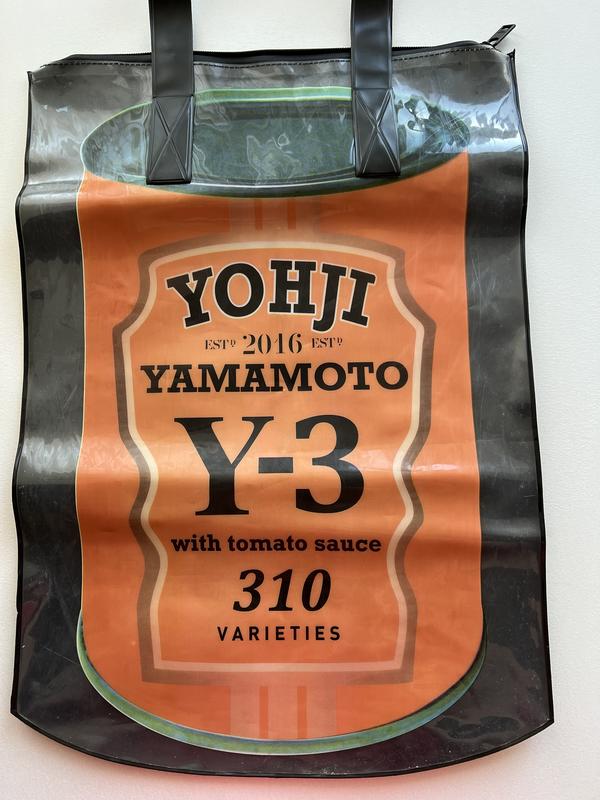 YOHJI
ESTD 2016 ESTD
YAMAMOTO
Y-3
with tomato sauce
310
VARIETIES